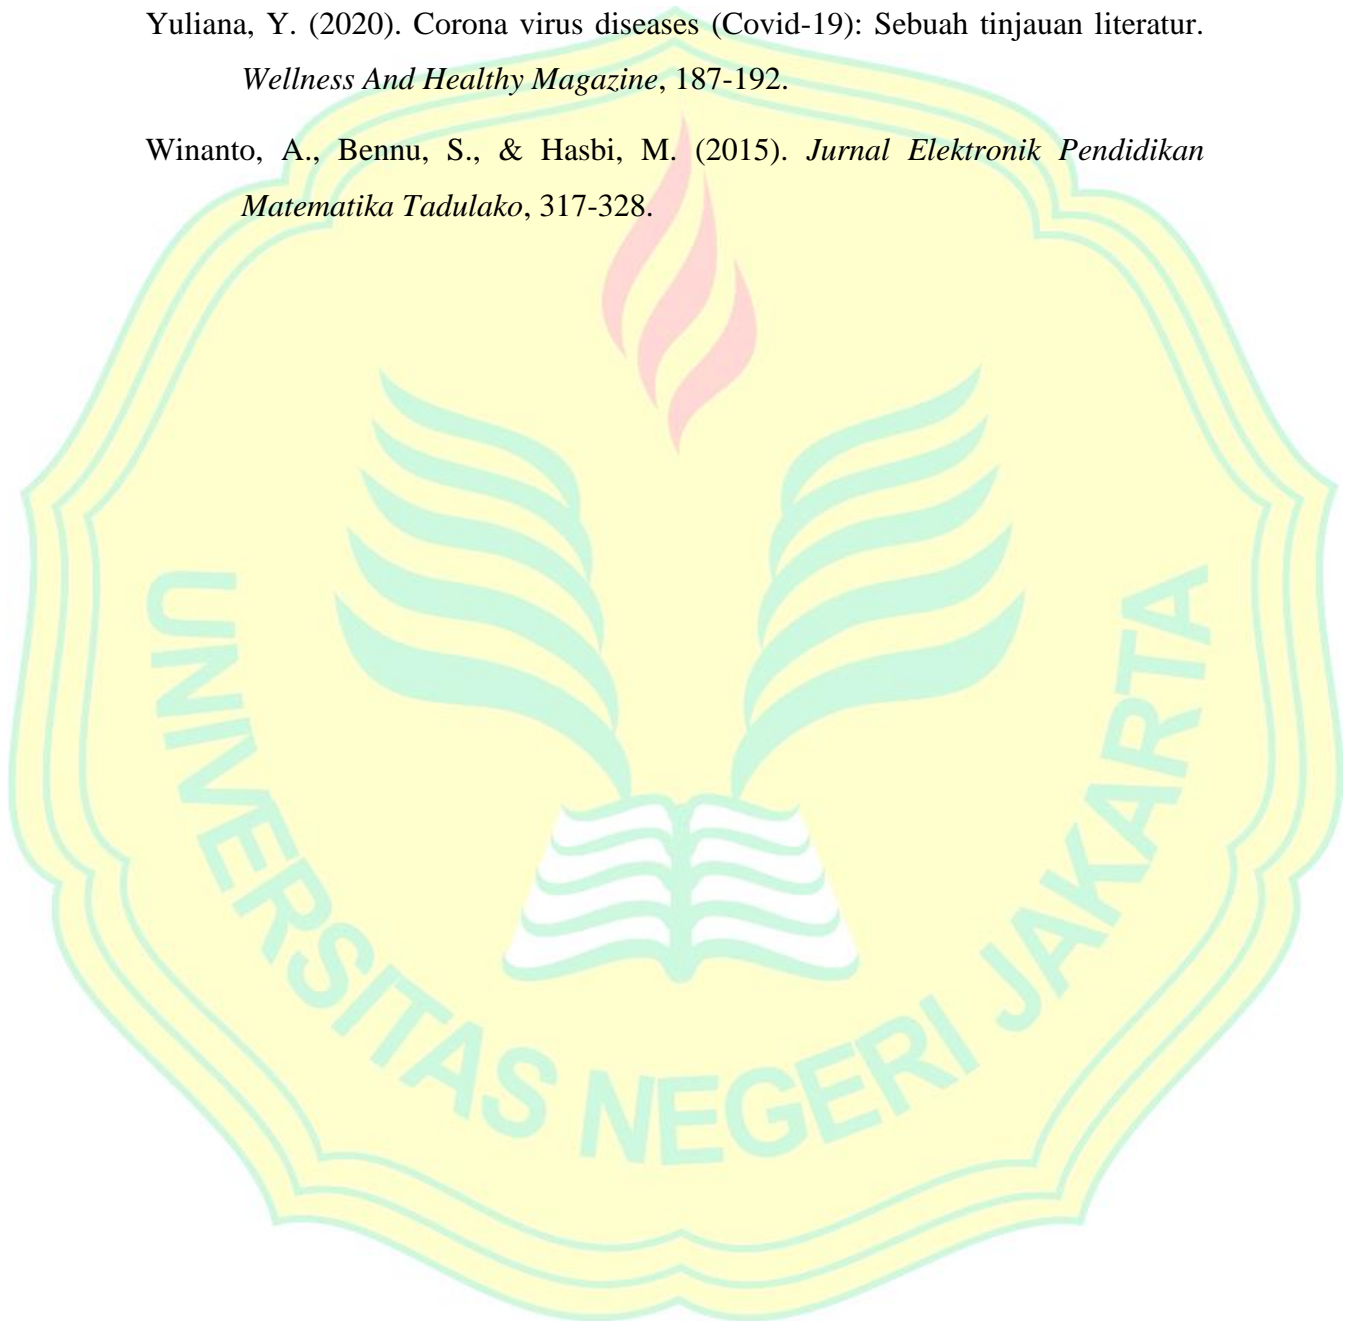 Yuliana, Y. (2020). Corona virus diseases (Covid-19): Sebuah tinjauan literatur.
Wellness And Healthy Magazine, 187-192.
Winanto, A., Bennu, S., & Hasbi, M. (2015). Jurnal Elektronik Pendidikan
Matematika Tadulako, 317-328.
UNIVERSITAS NEGERI JAKARTA